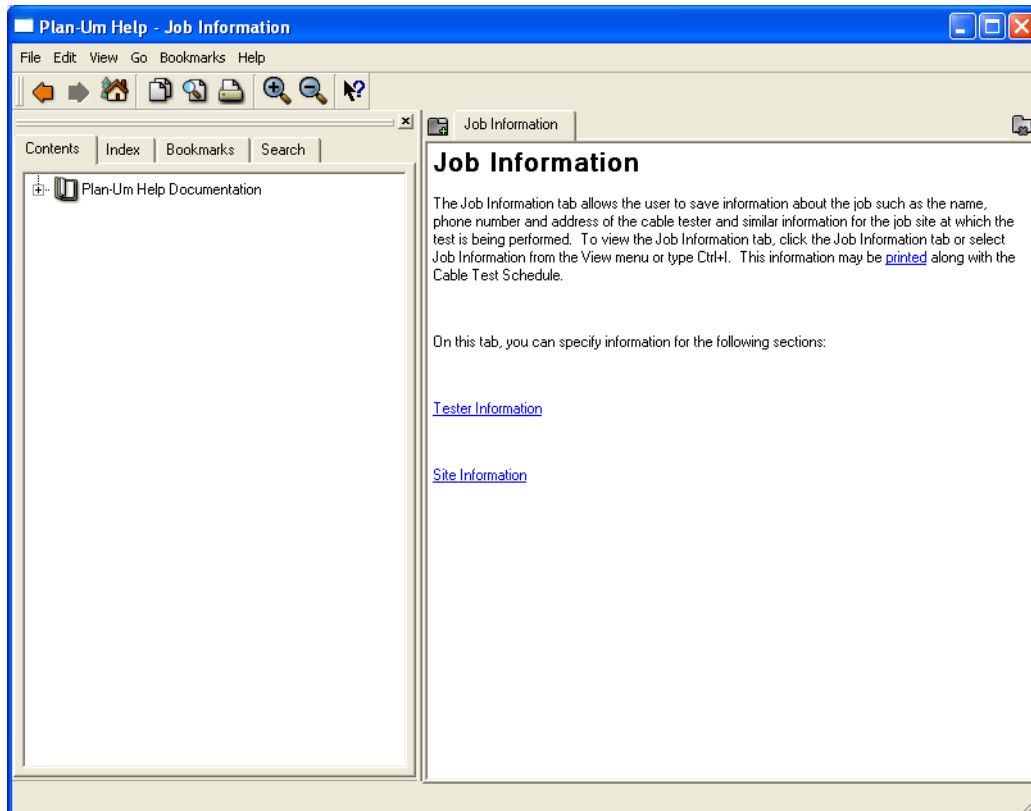 Plan-Um Help - Job Information
File Edit View Go Bookmarks Help
Job Information
Contents Index Bookmarks Search
Plan-Um Help Documentation
Job Information
The Job Information tab allows the user to save information about the job such as the name,
phone number and address of the cable tester and similar information for the job site at which the
test is being performed. To view the Job Information tab, click the Job Information tab or select
Job Information from the View menu or type Ctrl+I. This information may be printed along with the
Cable Test Schedule.
On this tab, you can specify information for the following sections:
Tester Information
Site Information